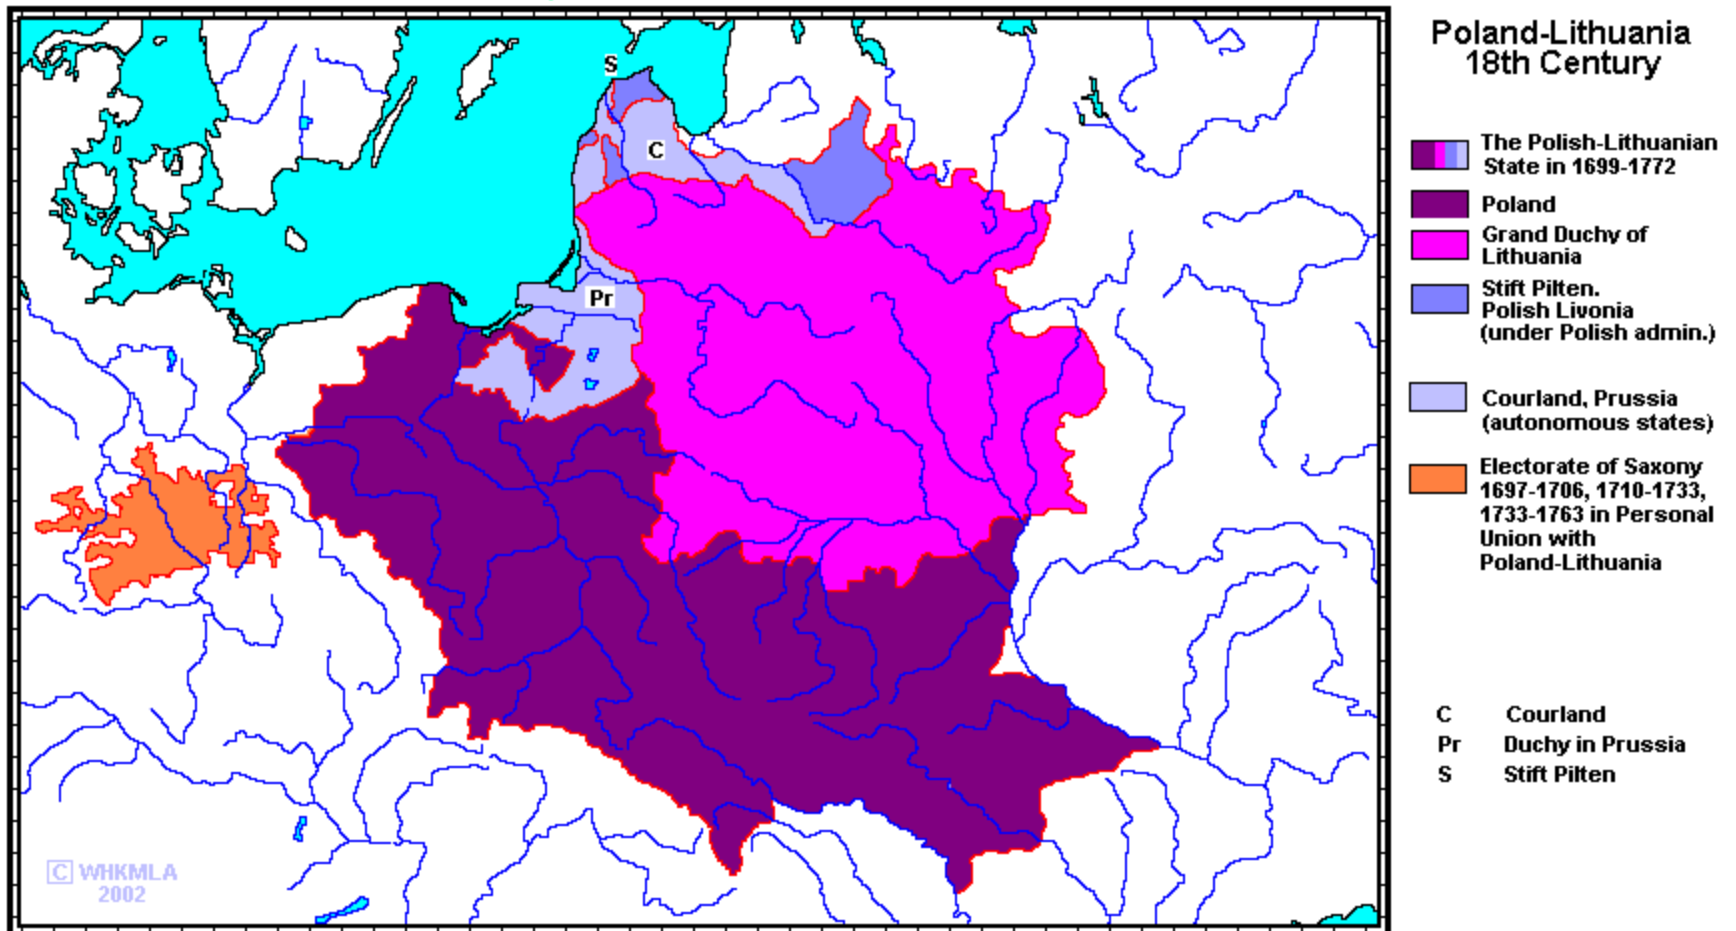 Poland-Lithuania
18th Century
The Polish-Lithuanian
State in 1699-1772
Poland
Grand Duchy of
Lithuania
Stift Pilten.
Polish Livonia
(under Polish admin.)
Courland, Prussia
(autonomous states)
Electorate of Saxony
1697-1706, 1710-1733,
1733-1763 in Personal
Union with
Poland-Lithuania
C Courland
Pr Duchy in Prussia
S Stift Pilten
S
C
Pr
C WHKMLA
2002